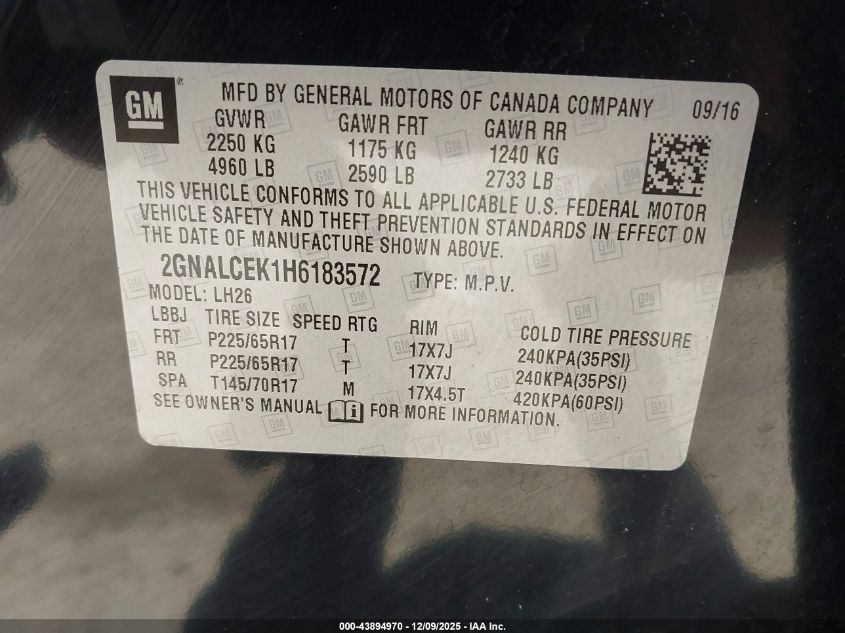 GM ® MFD BY GENERAL MOTORS OF CANADA COMPANY 09/16
GVWR GAWR FRT GAWR RR
2250 KG 1175 KG 1240 KG
4960 LB 2590 LB 2733 LB
THIS VEHICLE CONFORMS TO ALL APPLICABLE U.S. FEDERAL MOTOR
VEHICLE SAFETY AND THEFT PREVENTION STANDARDS IN EFFECT ON
THE DATE OF MANUFACTURE SHOWN ABOVE.
2GNALCEK1H6183572 TYPE: M.P.V.
MODEL: LH26
LBBJ TIRE SIZE SPEED RTG RIM COLD TIRE PRESSURE
FRT P225/65R17 T 17X7J 240KPA(35PSI)
RR P225/65R17 T 17X7J 240KPA(35PSI)
SPA T145/70R17 M 17X4.5T 420KPA(60PSI)
SEE OWNER'S MANUAL FOR MORE INFORMATION.
000-43894970 - 12/09/2025 - IAA Inc.